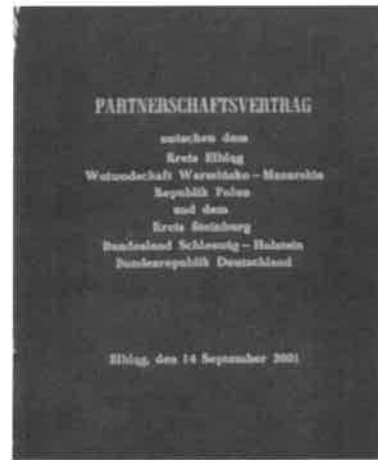 PARTNERSCHAFTSVERTRAG
zwischen dem
Kreis Elbląg
Woiwodschaft Warmińsko – Mazurskie
Republik Polen
und dem
Kreis Steinburg
Bundesland Schleswig – Holstein
Bundesrepublik Deutschland
Elbląg, den 14 September 2001